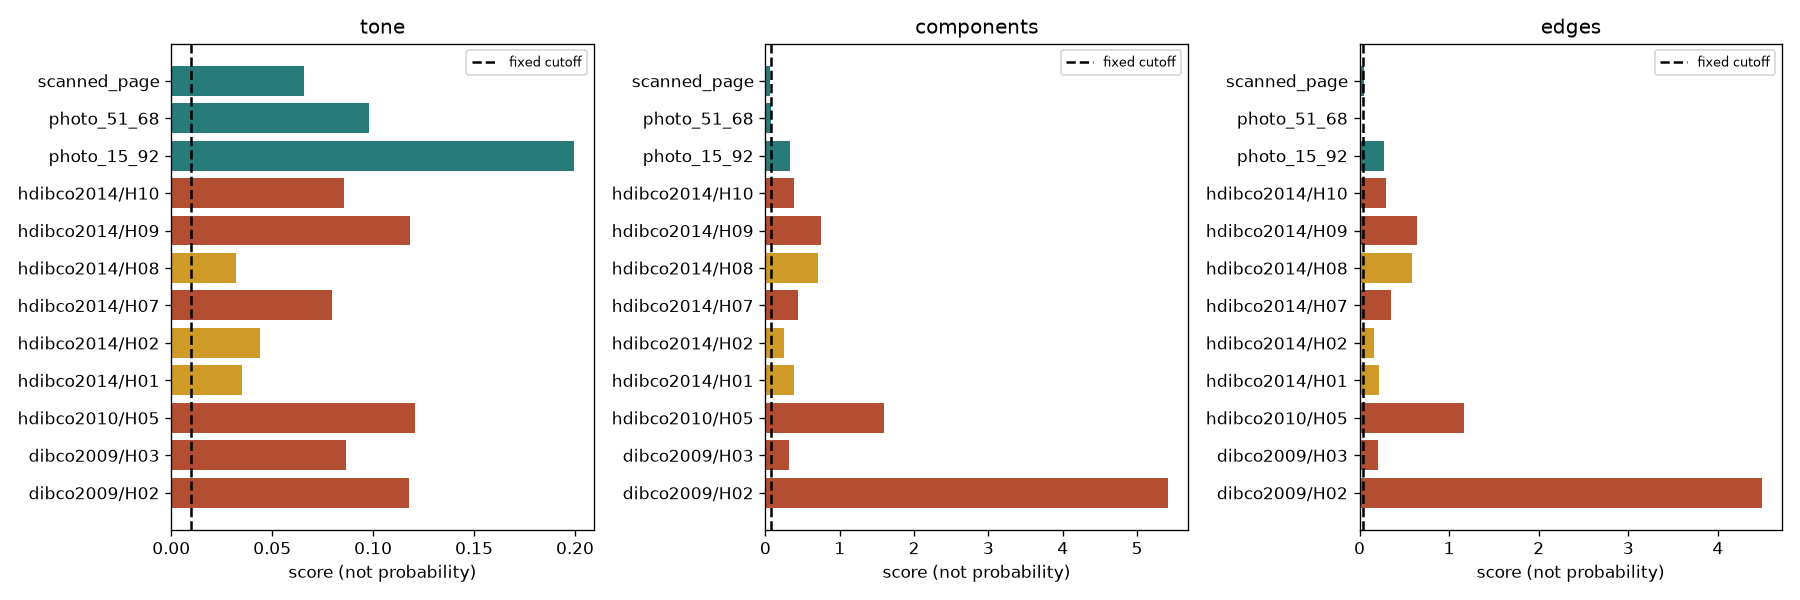 tone
fixed cutoff
scanned_page
photo_51_68
photo_15_92
hdibco2014/H10
hdibco2014/H09
hdibco2014/H08
hdibco2014/H07
hdibco2014/H02
hdibco2014/H01
hdibco2010/H05
dibco2009/H03
dibco2009/H02
0.00 0.05 0.10 0.15 0.20
score (not probability)
components
fixed cutoff
scanned_page
photo_51_68
photo_15_92
hdibco2014/H10
hdibco2014/H09
hdibco2014/H08
hdibco2014/H07
hdibco2014/H02
hdibco2014/H01
hdibco2010/H05
dibco2009/H03
dibco2009/H02
0 1 2 3 4 5
score (not probability)
edges
fixed cutoff
scanned_page
photo_51_68
photo_15_92
hdibco2014/H10
hdibco2014/H09
hdibco2014/H08
hdibco2014/H07
hdibco2014/H02
hdibco2014/H01
hdibco2010/H05
dibco2009/H03
dibco2009/H02
0 1 2 3 4
score (not probability)